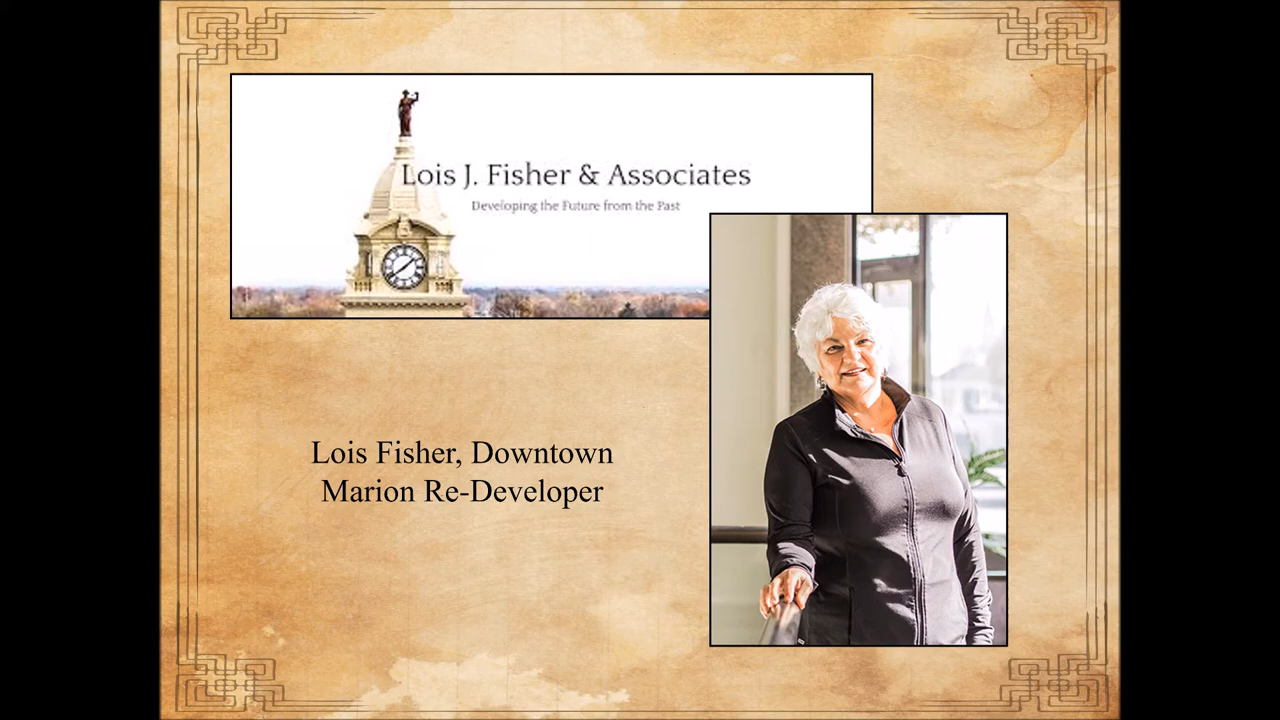 Lois J. Fisher & Associates
Developing the Future from the Past
Lois Fisher, Downtown
Marion Re-Developer